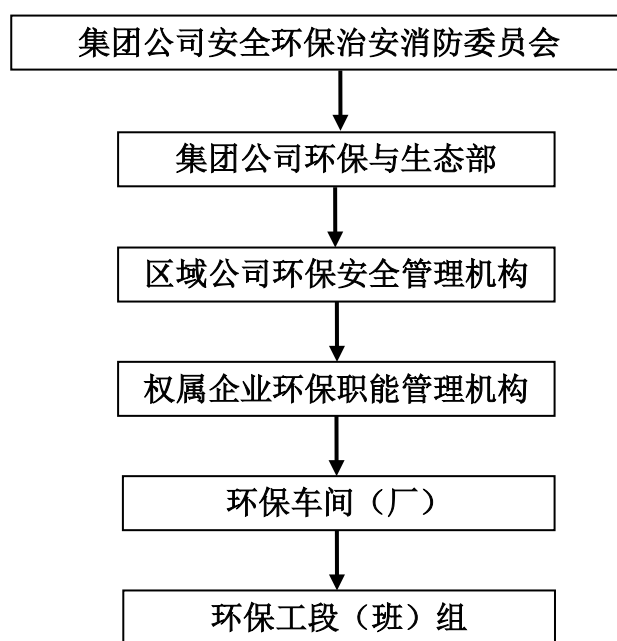 集团公司安全环保治安消防委员会
集团公司环保与生态部
区域公司环保安全管理机构
权属企业环保职能管理机构
环保车间（厂）
环保工段（班）组